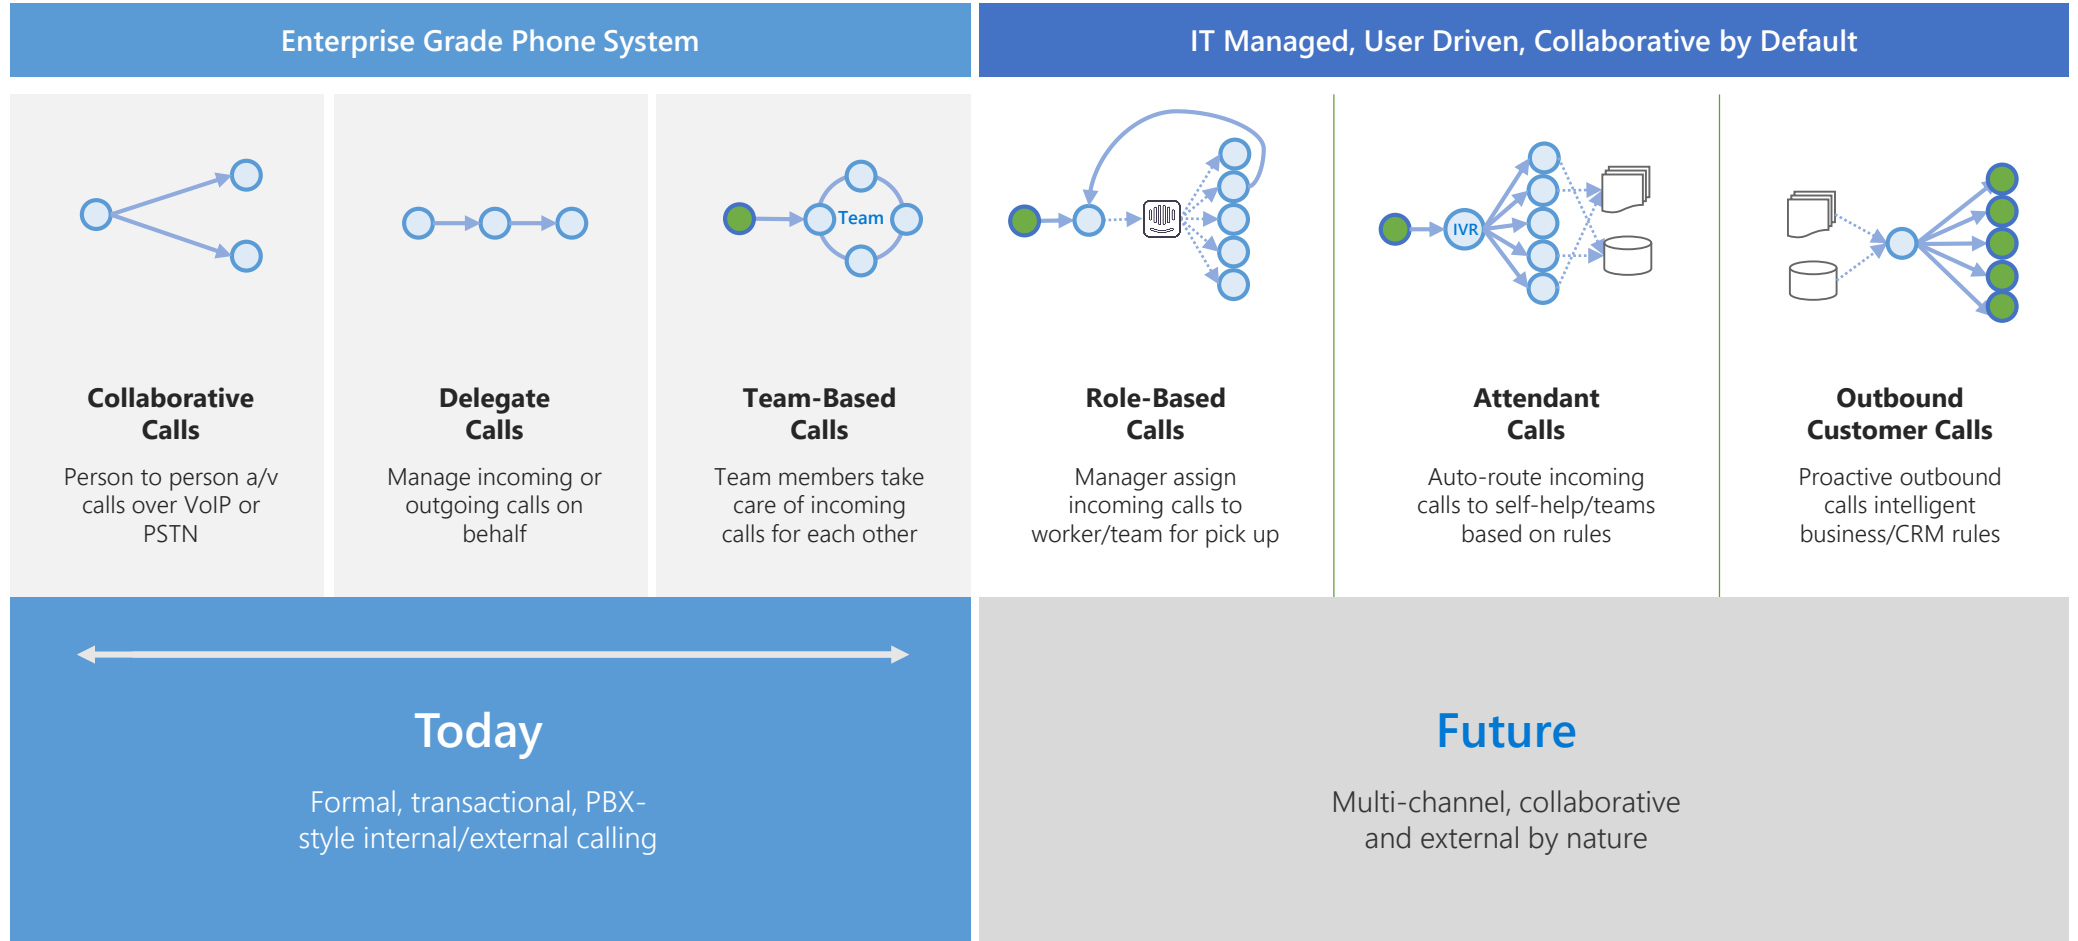 Enterprise Grade Phone System
IT Managed, User Driven, Collaborative by Default
Team
IVR
Collaborative
Calls
Person to person a/v
calls over VoIP or
PSTN
Delegate
Calls
Manage incoming or
outgoing calls on
behalf
Team-Based
Calls
Team members take
care of incoming
calls for each other
Role-Based
Calls
Manager assign
incoming calls to
worker/team for pick up
Attendant
Calls
Auto-route incoming
calls to self-help/teams
based on rules
Outbound
Customer Calls
Proactive outbound
calls intelligent
business/CRM rules
Today
Formal, transactional, PBX-
style internal/external calling
Future
Multi-channel, collaborative
and external by nature